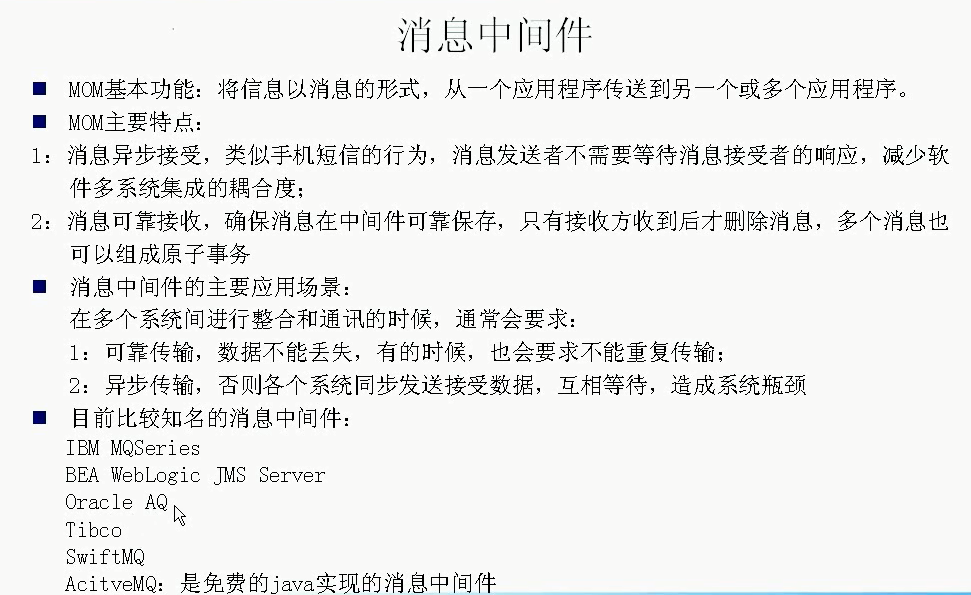 消息中间件
MOM基本功能：将信息以消息的形式，从一个应用程序传送到另一个或多个应用程序。
MOM主要特点：
1：消息异步接受，类似手机短信的行为，消息发送者不需要等待消息接受者的响应，减少软
件多系统集成的耦合度；
2：消息可靠接收，确保消息在中间件可靠保存，只有接收方收到后才删除消息，多个消息也
可以组成原子事务
消息中间件的主要应用场景：
在多个系统间进行整合和通讯的时候，通常会要求：
1：可靠传输，数据不能丢失，有的时候，也会要求不能重复传输；
2：异步传输，否则各个系统同步发送接受数据，互相等待，造成系统瓶颈
目前比较知名的消息中间件：
IBM MQSeries
BEA WebLogic JMS Server
Oracle AQ
Tibco
SwiftMQ
AcitveMQ：是免费的java实现的消息中间件